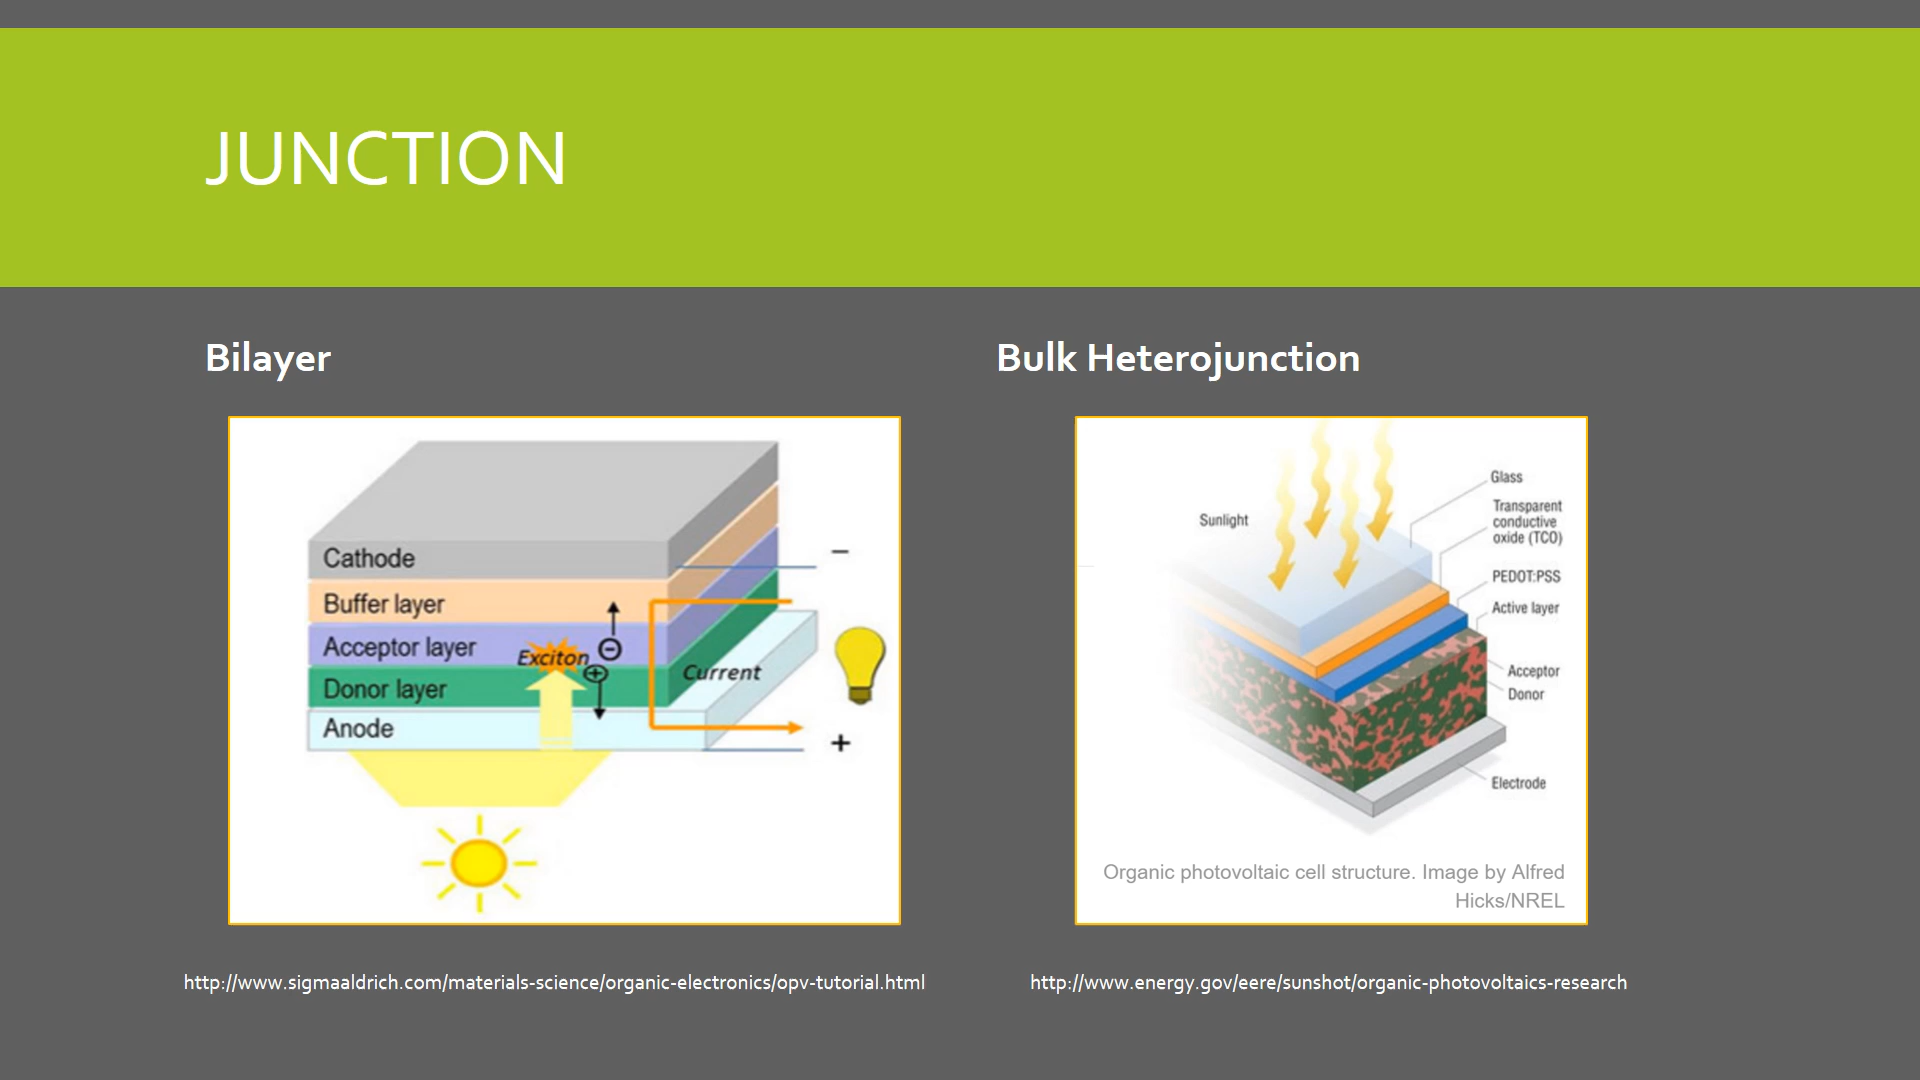 JUNCTION
Bilayer
Cathode
Buffer layer
Acceptor layer
Exciton
Donor layer
Anode
Current
−
+
⊖
⊕
http://www.sigmaaldrich.com/materials-science/organic-electronics/opv-tutorial.html
Bulk Heterojunction
Sunlight
Glass
Transparent
conductive
oxide (TCO)
PEDOT:PSS
Active layer
Acceptor
Donor
Electrode
Organic photovoltaic cell structure. Image by Alfred
Hicks/NREL
http://www.energy.gov/eere/sunshot/organic-photovoltaics-research